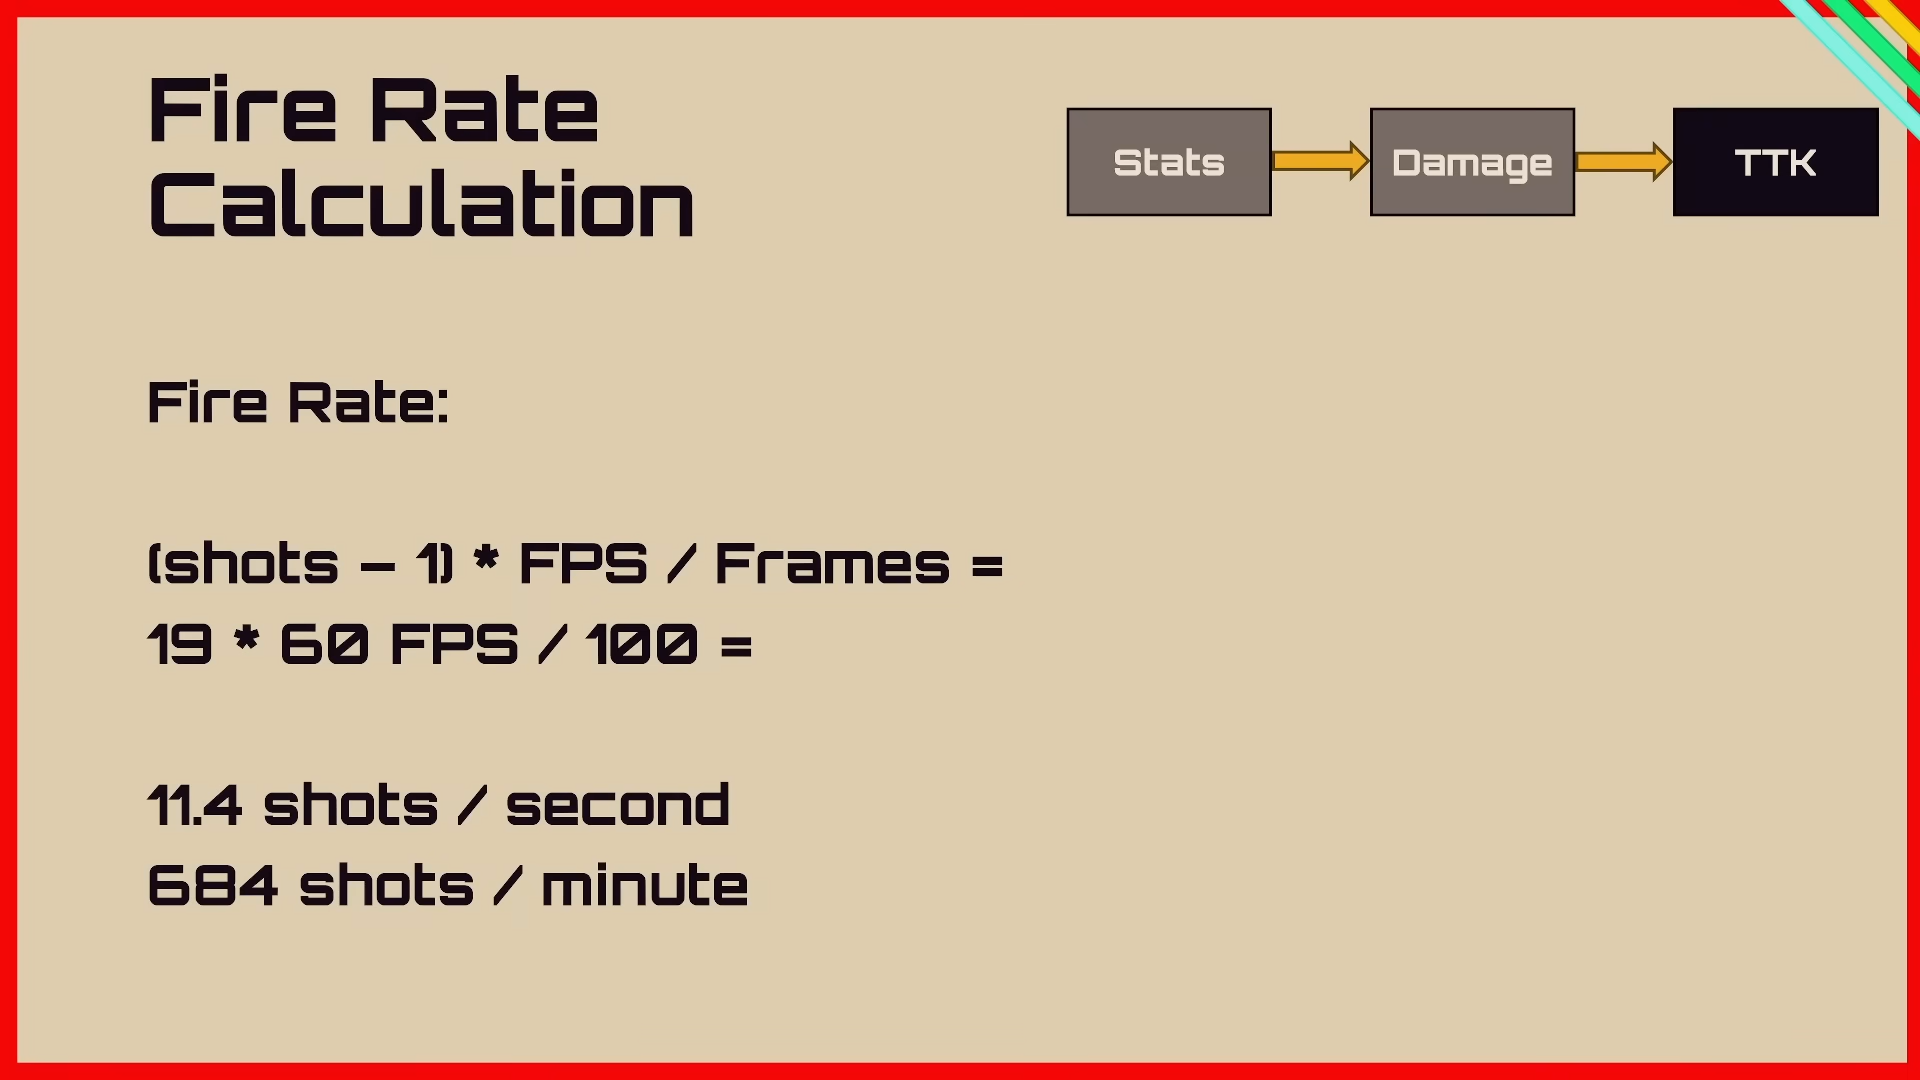 Fire Rate
Calculation
Stats
Damage
TTK
Fire Rate:
(shots – 1) * FPS / Frames =
19 * 60 FPS / 100 =
11.4 shots / second
684 shots / minute